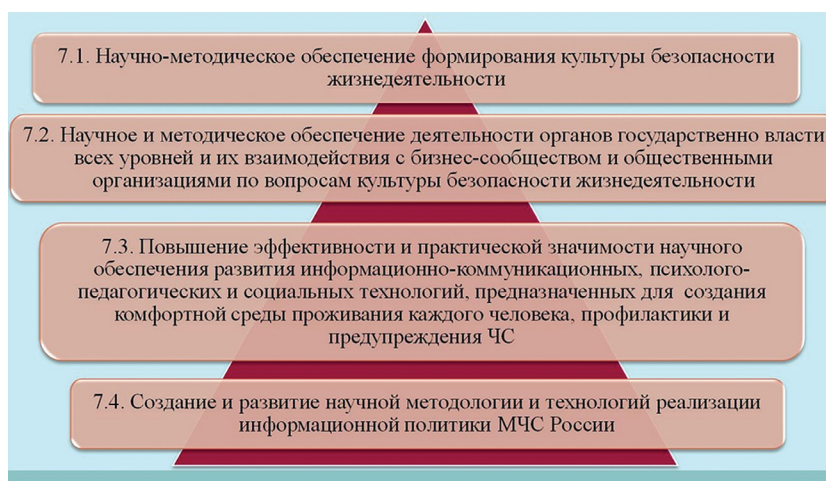 7.1. Научно-методическое обеспечение формирования культуры безопасности
жизнедеятельности
7.2. Научное и методическое обеспечение деятельности органов государственно власти
всех уровней и их взаимодействия с бизнес-сообществом и общественными
организациями по вопросам культуры безопасности жизнедеятельности
7.3. Повышение эффективности и практической значимости научного
обеспечения развития информационно-коммуникационных, психолого-
педагогических и социальных технологий, предназначенных для создания
комфортной среды проживания каждого человека, профилактики и
предупреждения ЧС
7.4. Создание и развитие научной методологии и технологий реализации
информационной политики МЧС России